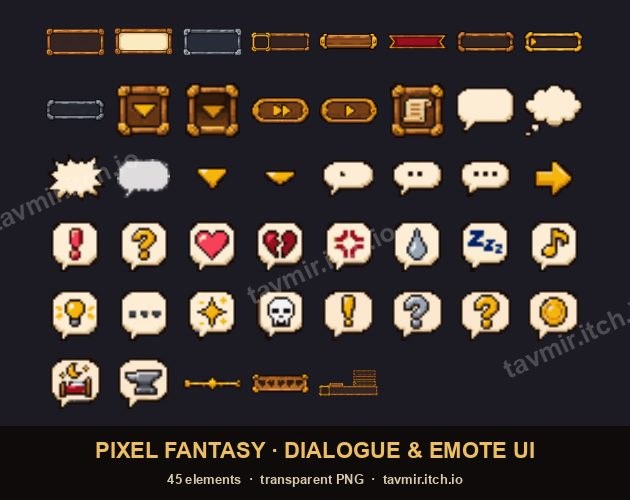 zzz
tavmir.itch.io
tavmir.itch.io
tavmir.itch.io
PIXEL FANTASY · DIALOGUE & EMOTE UI
45 elements · transparent PNG · tavmir.itch.io